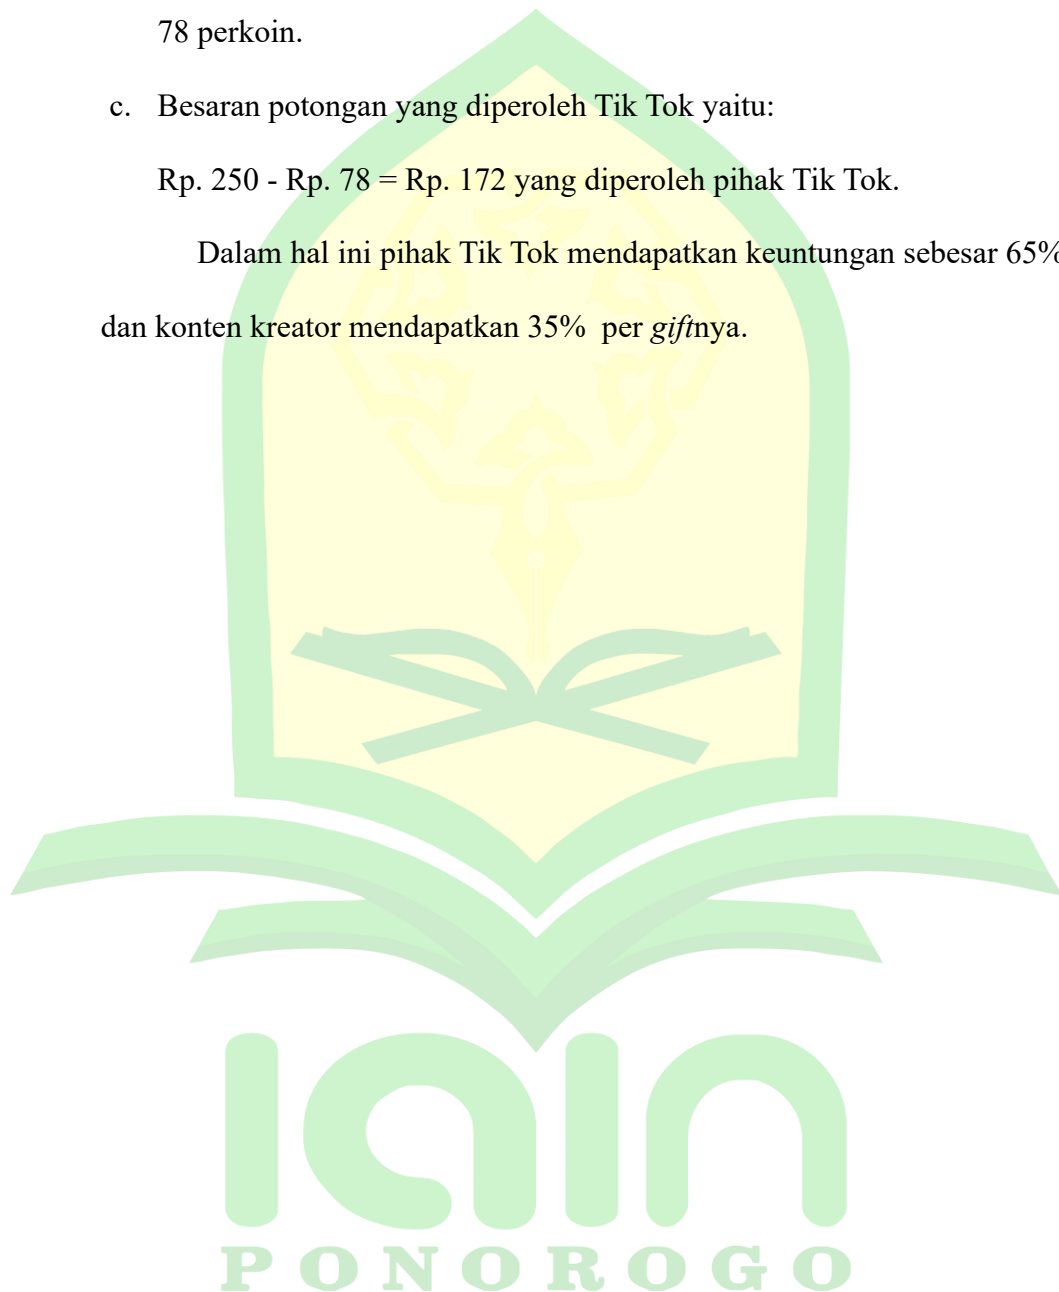 78 perkoin.
c. Besaran potongan yang diperoleh Tik Tok yaitu:
Rp. 250 - Rp. 78 = Rp. 172 yang diperoleh pihak Tik Tok.
Dalam hal ini pihak Tik Tok mendapatkan keuntungan sebesar 65%
dan konten kreator mendapatkan 35% per giftnya.
iain
PONOROGO